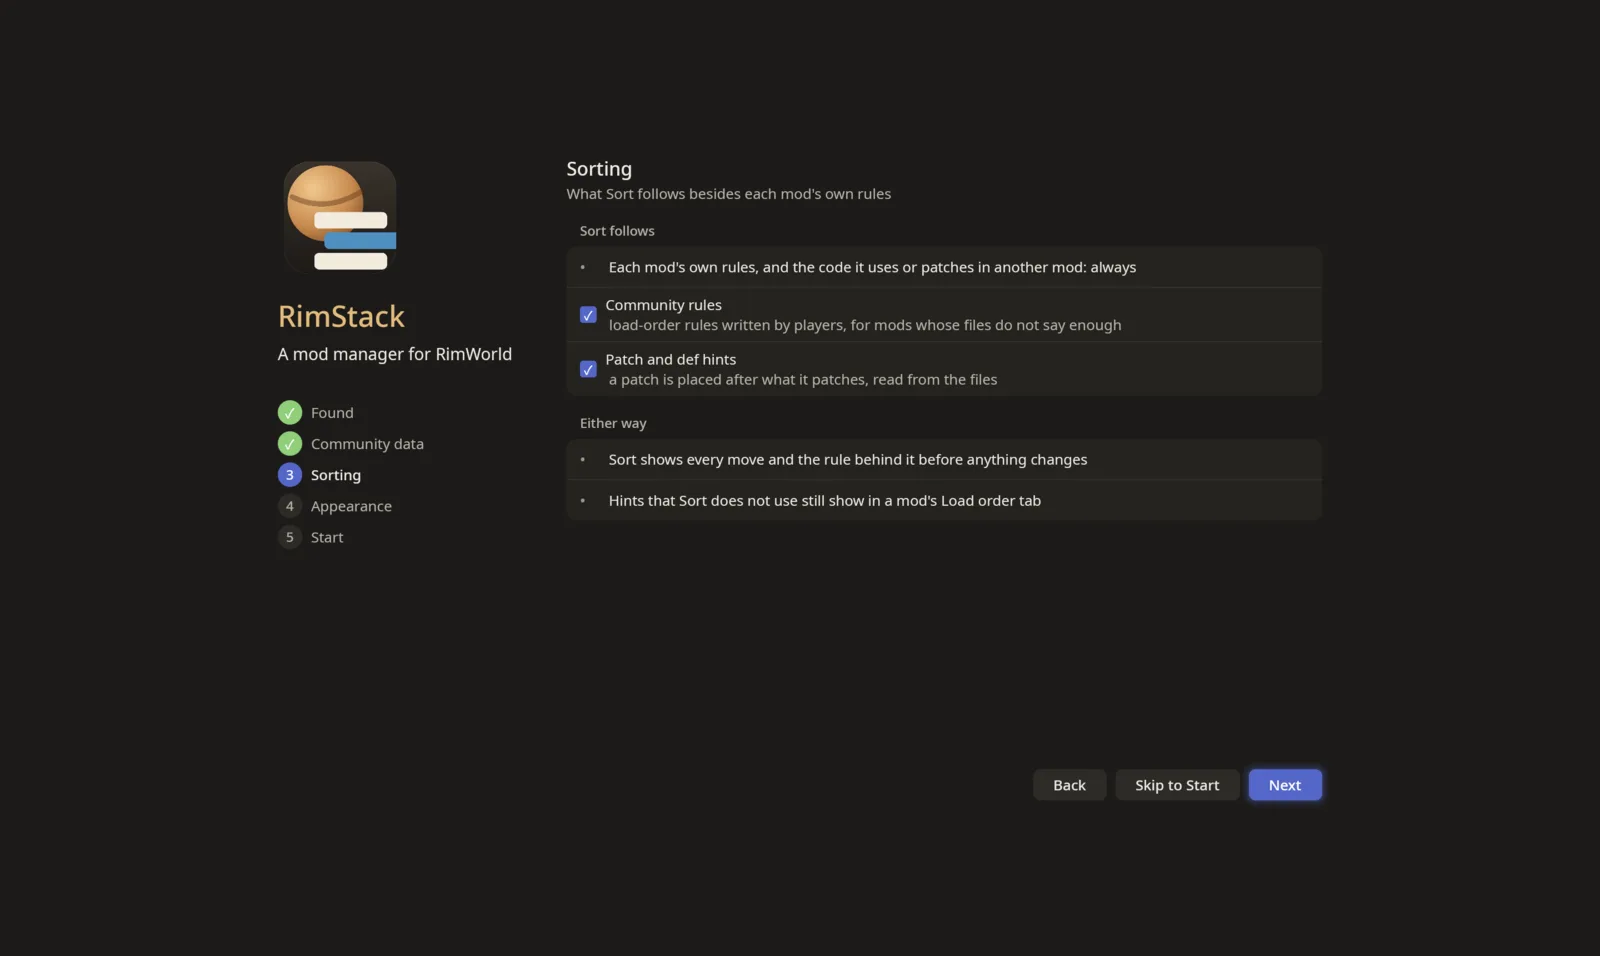 RimStack
A mod manager for RimWorld
✓ Found
✓ Community data
3 Sorting
4 Appearance
5 Start
Sorting
What Sort follows besides each mod's own rules
Sort follows
• Each mod's own rules, and the code it uses or patches in another mod: always
✓ Community rules
load-order rules written by players, for mods whose files do not say enough
✓ Patch and def hints
a patch is placed after what it patches, read from the files
Either way
• Sort shows every move and the rule behind it before anything changes
• Hints that Sort does not use still show in a mod's Load order tab
Back Skip to Start Next